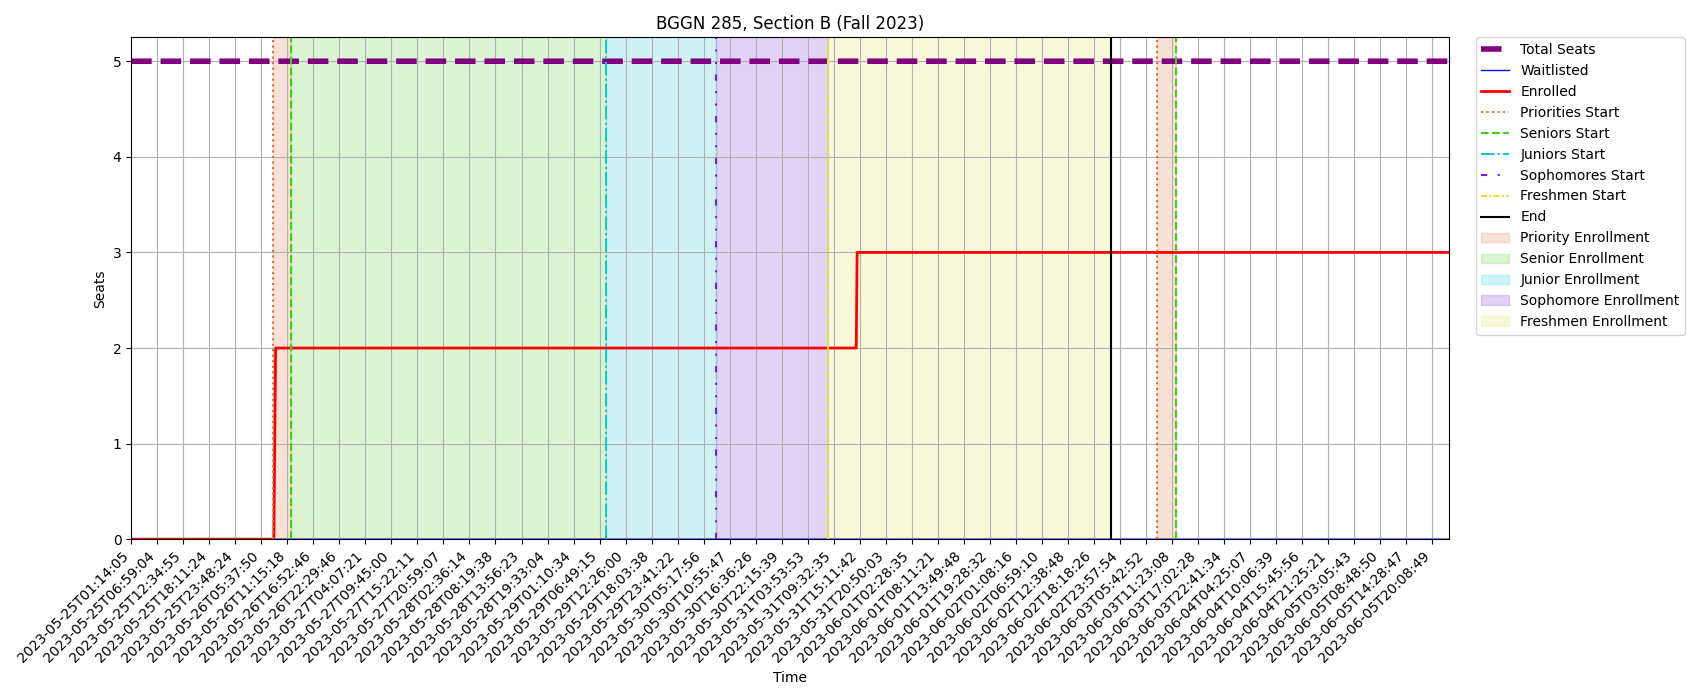 BGGN 285, Section B (Fall 2023)
Seats
5
4
3
2
1
0
2023-05-25T01:14:05
2023-05-25T06:59:04
2023-05-25T12:34:55
2023-05-25T18:11:24
2023-05-25T23:48:24
2023-05-26T05:37:50
2023-05-26T11:15:18
2023-05-26T16:52:46
2023-05-26T22:29:46
2023-05-27T04:07:21
2023-05-27T09:45:00
2023-05-27T15:22:11
2023-05-27T20:59:07
2023-05-28T02:36:14
2023-05-28T08:19:38
2023-05-28T13:56:23
2023-05-28T19:33:04
2023-05-29T01:10:34
2023-05-29T06:49:15
2023-05-29T12:26:00
2023-05-29T18:03:38
2023-05-29T23:41:22
2023-05-30T05:17:56
2023-05-30T10:55:47
2023-05-30T16:36:26
2023-05-30T22:15:39
2023-05-31T03:53:53
2023-05-31T09:32:35
2023-05-31T15:11:42
2023-05-31T20:50:03
2023-06-01T02:28:35
2023-06-01T08:11:21
2023-06-01T13:49:48
2023-06-01T19:28:32
2023-06-02T01:08:16
2023-06-02T06:59:10
2023-06-02T12:38:48
2023-06-02T18:18:26
2023-06-02T23:57:54
2023-06-03T05:42:52
2023-06-03T11:23:08
2023-06-03T17:02:28
2023-06-03T22:41:34
2023-06-04T04:25:07
2023-06-04T10:06:39
2023-06-04T15:45:56
2023-06-04T21:25:21
2023-06-05T03:05:43
2023-06-05T08:48:50
2023-06-05T14:28:47
2023-06-05T20:08:49
Time
Total Seats
Waitlisted
Enrolled
Priorities Start
Seniors Start
Juniors Start
Sophomores Start
Freshmen Start
End
Priority Enrollment
Senior Enrollment
Junior Enrollment
Sophomore Enrollment
Freshmen Enrollment